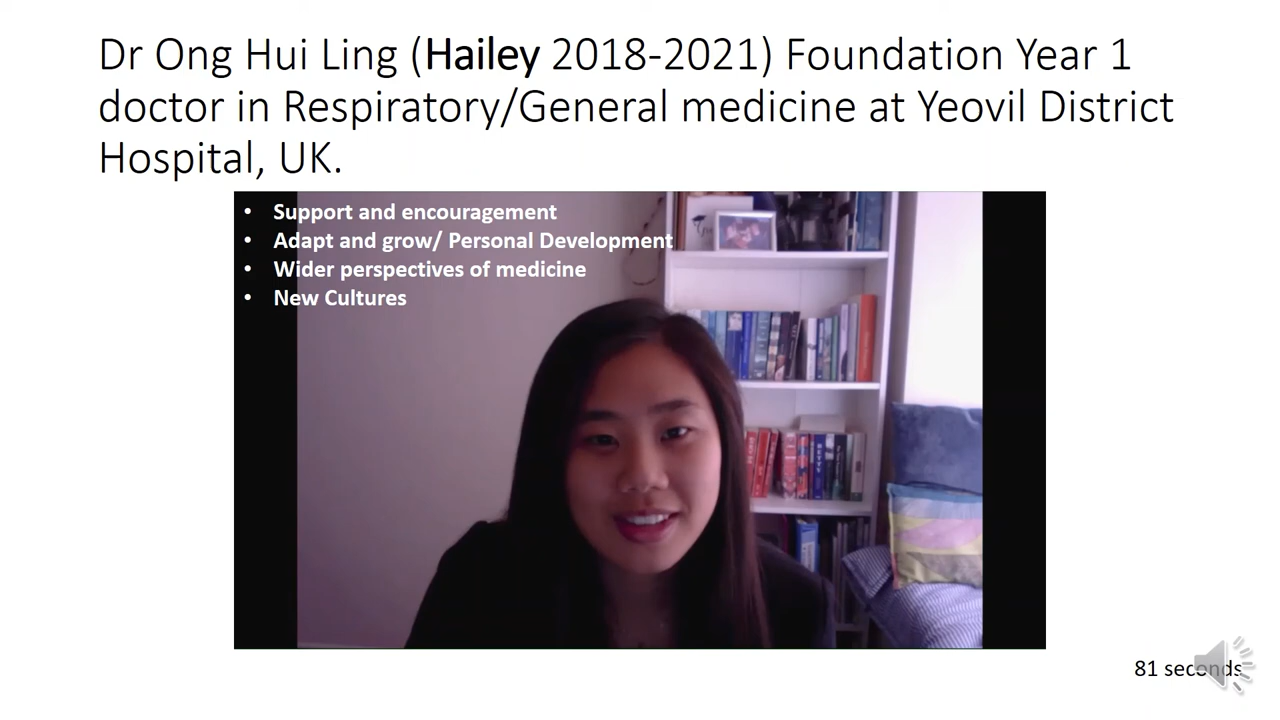 Dr Ong Hui Ling (Hailey 2018-2021) Foundation Year 1
doctor in Respiratory/General medicine at Yeovil District
Hospital, UK.
• Support and encouragement
• Adapt and grow/ Personal Development
• Wider perspectives of medicine
• New Cultures
81 seconds